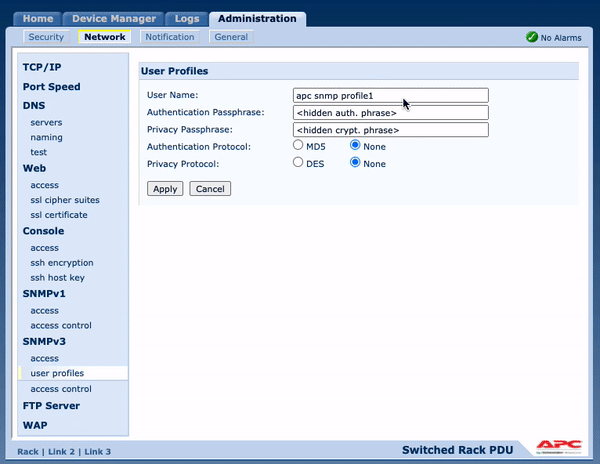 Home Device Manager Logs Administration
Security Network Notification General No Alarms
TCP/IP
Port Speed
DNS
servers
naming
test
Web
access
ssl cipher suites
ssl certificate
Console
access
ssh encryption
ssh host key
SNMPv1
access
access control
SNMPv3
access
user profiles
access control
FTP Server
WAP
User Profiles
User Name: apc snmp profile1
Authentication Passphrase: <hidden auth. phrase>
Privacy Passphrase: <hidden crypt. phrase>
Authentication Protocol: MD5 None
Privacy Protocol: DES None
Apply Cancel
Rack | Link 2 | Link 3 Switched Rack PDU APC